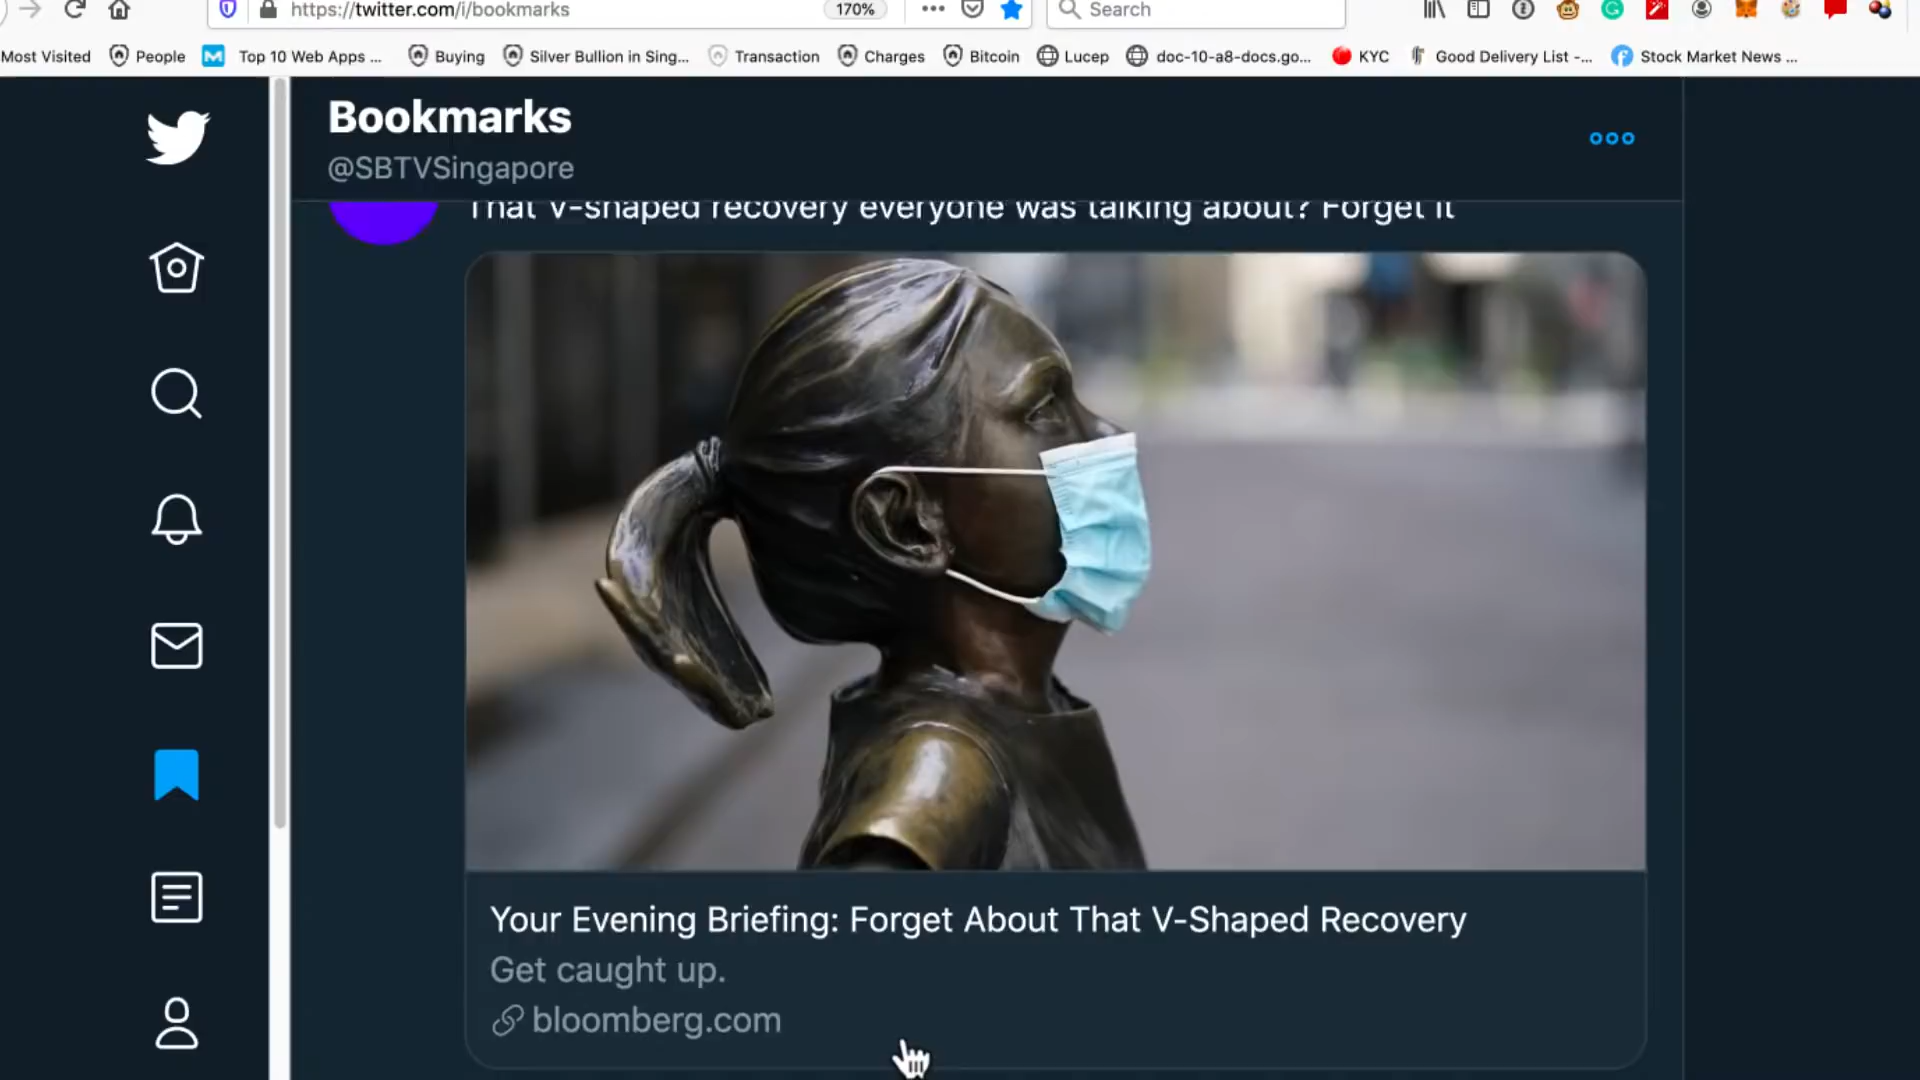 https://twitter.com/i/bookmarks 170% Search
Most Visited People Top 10 Web Apps ... Buying Silver Bullion in Sing... Transaction Charges Bitcoin Lucep doc-10-a8-docs.go... KYC Good Delivery List -... Stock Market News ...
Bookmarks
@SBTVSingapore
That V-shaped recovery everyone was talking about? Forget it
Your Evening Briefing: Forget About That V-Shaped Recovery
Get caught up.
bloomberg.com